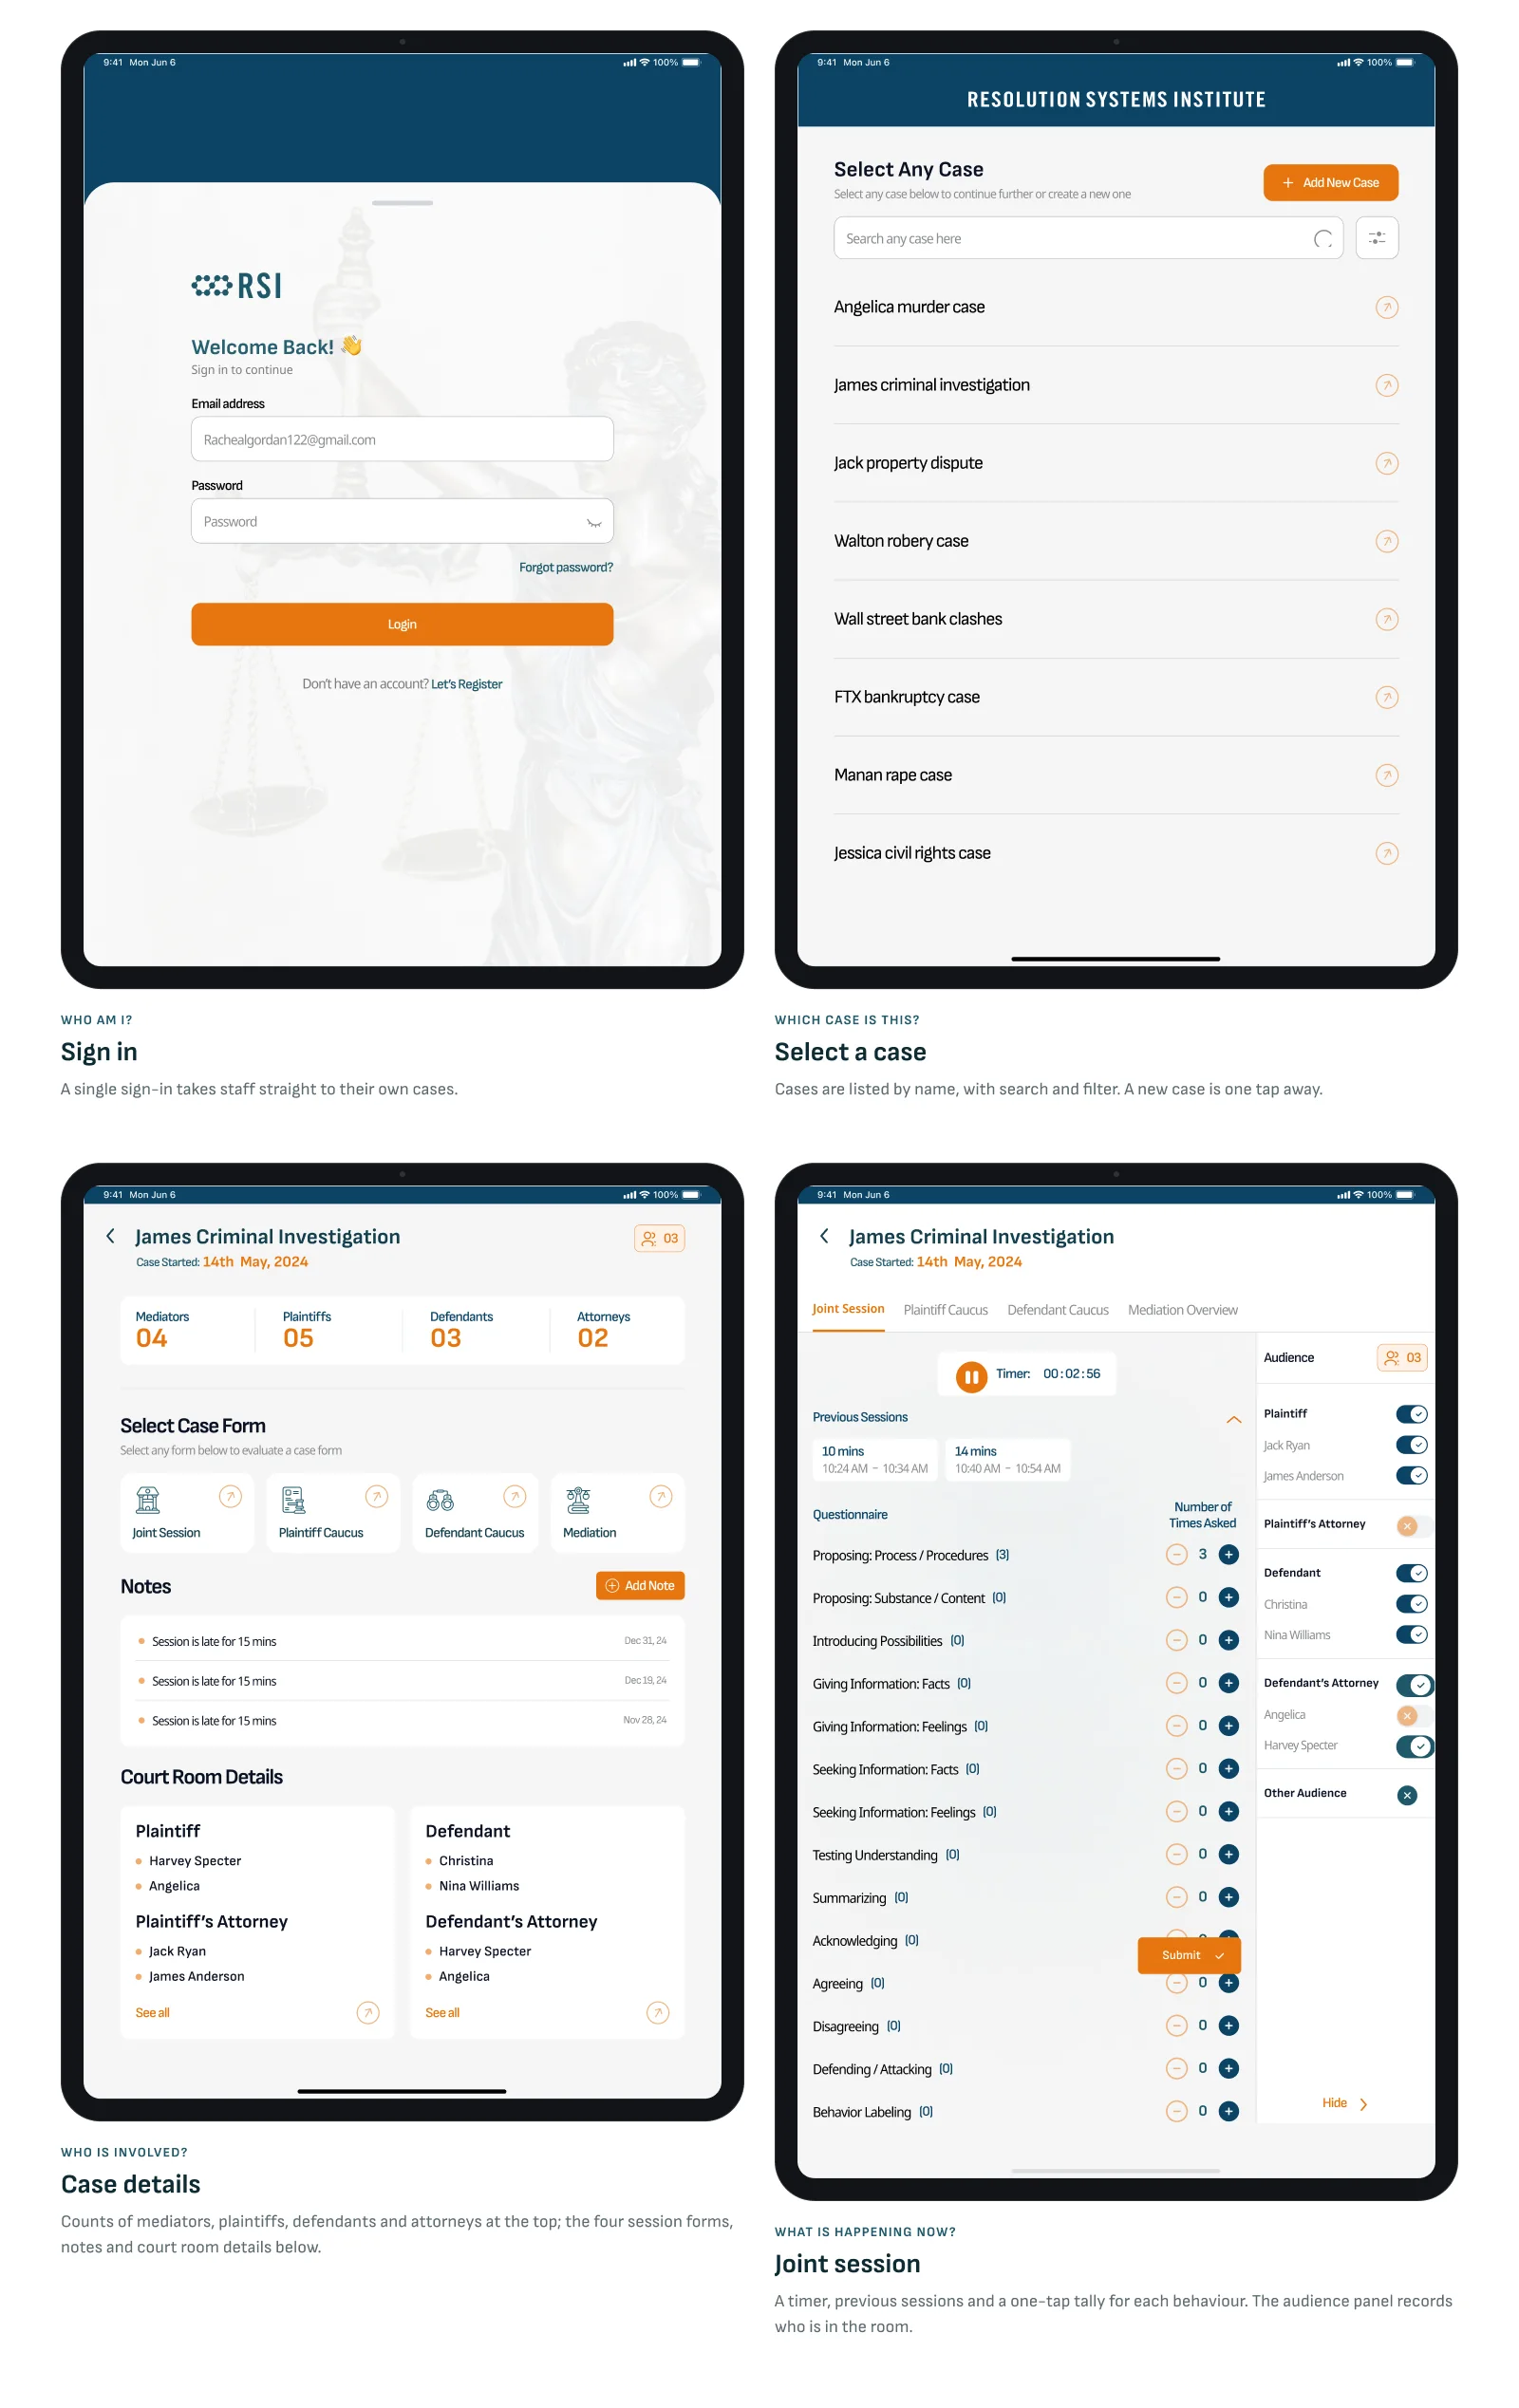 9:41 Mon Jun 6
100%
RSI
Welcome Back! 👋
Sign in to continue
Email address
Rachealgordan122@gmail.com
Password
Password
Forgot password?
Login
Don't have an account? Let's Register
WHO AM I?
Sign in
A single sign-in takes staff straight to their own cases.
9:41 Mon Jun 6
100%
RESOLUTION SYSTEMS INSTITUTE
Select Any Case
Select any case below to continue further or create a new one
+ Add New Case
Search any case here
Angelica murder case
James criminal investigation
Jack property dispute
Walton robery case
Wall street bank clashes
FTX bankruptcy case
Manan rape case
Jessica civil rights case
WHICH CASE IS THIS?
Select a case
Cases are listed by name, with search and filter. A new case is one tap away.
9:41 Mon Jun 6
100%
James Criminal Investigation
Case Started: 14th May, 2024
03
Mediators
04
Plaintiffs
05
Defendants
03
Attorneys
02
Select Case Form
Select any form below to evaluate a case form
Joint Session
Plaintiff Caucus
Defendant Caucus
Mediation
Notes
Add Note
Session is late for 15 mins
Dec 31, 24
Session is late for 15 mins
Dec 19, 24
Session is late for 15 mins
Nov 28, 24
Court Room Details
Plaintiff
Harvey Specter
Angelica
Plaintiff's Attorney
Jack Ryan
James Anderson
See all
Defendant
Christina
Nina Williams
Defendant's Attorney
Harvey Specter
Angelica
See all
WHO IS INVOLVED?
Case details
Counts of mediators, plaintiffs, defendants and attorneys at the top; the four session forms,
notes and court room details below.
9:41 Mon Jun 6
100%
James Criminal Investigation
Case Started: 14th May, 2024
Joint Session
Plaintiff Caucus
Defendant Caucus
Mediation Overview
Timer: 00 : 02 : 56
Previous Sessions
10 mins
10:24 AM - 10:34 AM
14 mins
10:40 AM - 10:54 AM
Questionnaire
Number of
Times Asked
Proposing: Process / Procedures (3)
3
Proposing: Substance / Content (0)
0
Introducing Possibilities (0)
0
Giving Information: Facts (0)
0
Giving Information: Feelings (0)
0
Seeking Information: Facts (0)
0
Seeking Information: Feelings (0)
0
Testing Understanding (0)
0
Summarizing (0)
0
Acknowledging (0)
Submit
Agreeing (0)
0
Disagreeing (0)
0
Defending / Attacking (0)
0
Behavior Labeling (0)
0
Audience
03
Plaintiff
Jack Ryan
James Anderson
Plaintiff's Attorney
Defendant
Christina
Nina Williams
Defendant's Attorney
Angelica
Harvey Specter
Other Audience
Hide
WHAT IS HAPPENING NOW?
Joint session
A timer, previous sessions and a one-tap tally for each behaviour. The audience panel records
who is in the room.